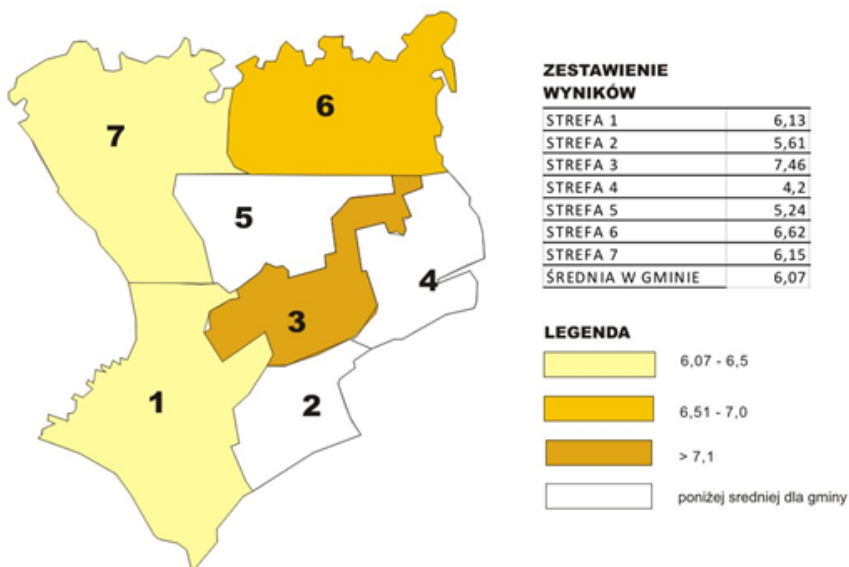 7
6
5
4
3
1
2
ZESTAWIENIE
WYNIKÓW
STREFA 1 6,13
STREFA 2 5,61
STREFA 3 7,46
STREFA 4 4,2
STREFA 5 5,24
STREFA 6 6,62
STREFA 7 6,15
ŚREDNIA W GMINIE 6,07
LEGENDA
6,07 - 6,5
6,51 - 7,0
> 7,1
poniżej sredniej dla gminy